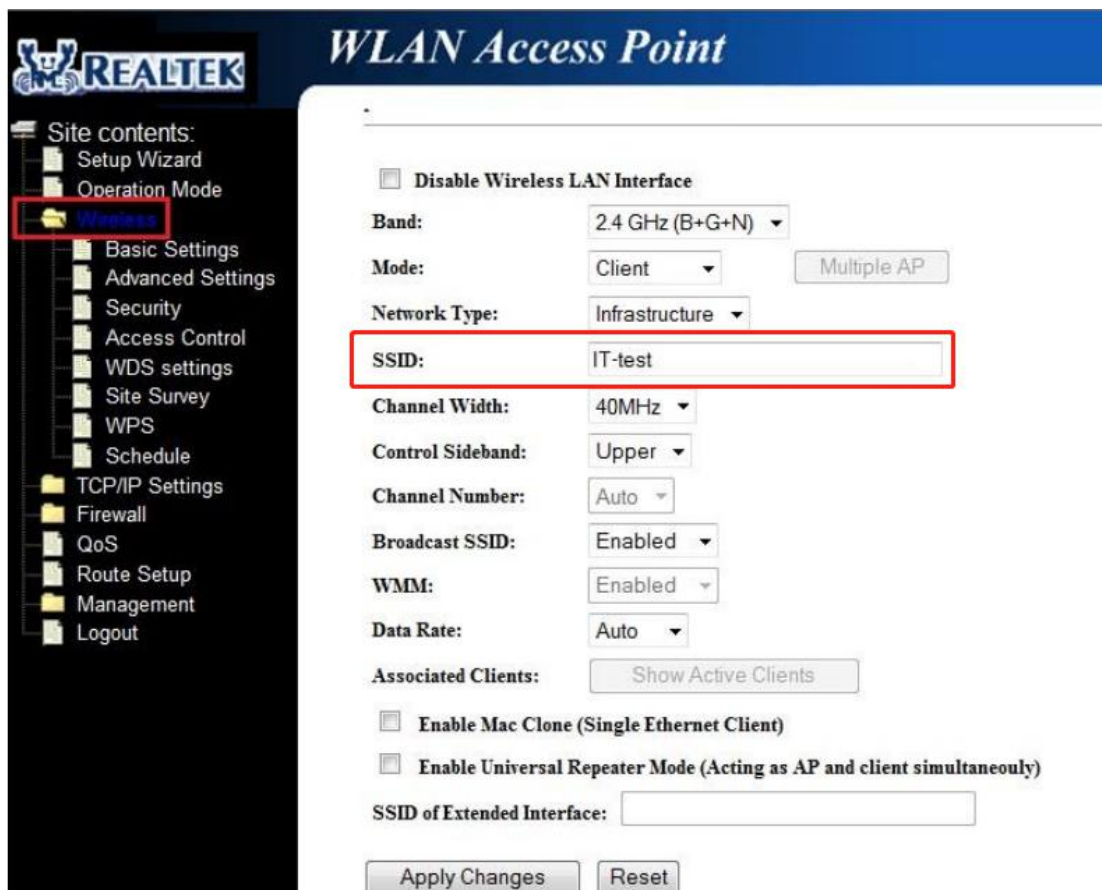 WLAN Access Point
REALTEK
Site contents:
Setup Wizard
Operation Mode
Wireless
Basic Settings
Advanced Settings
Security
Access Control
WDS settings
Site Survey
WPS
Schedule
TCP/IP Settings
Firewall
QoS
Route Setup
Management
Logout
Disable Wireless LAN Interface
Band: 2.4 GHz (B+G+N)
Mode: Client Multiple AP
Network Type: Infrastructure
SSID: IT-test
Channel Width: 40MHz
Control Sideband: Upper
Channel Number: Auto
Broadcast SSID: Enabled
WMM: Enabled
Data Rate: Auto
Associated Clients: Show Active Clients
Enable Mac Clone (Single Ethernet Client)
Enable Universal Repeater Mode (Acting as AP and client simultaneouly)
SSID of Extended Interface:
Apply Changes Reset